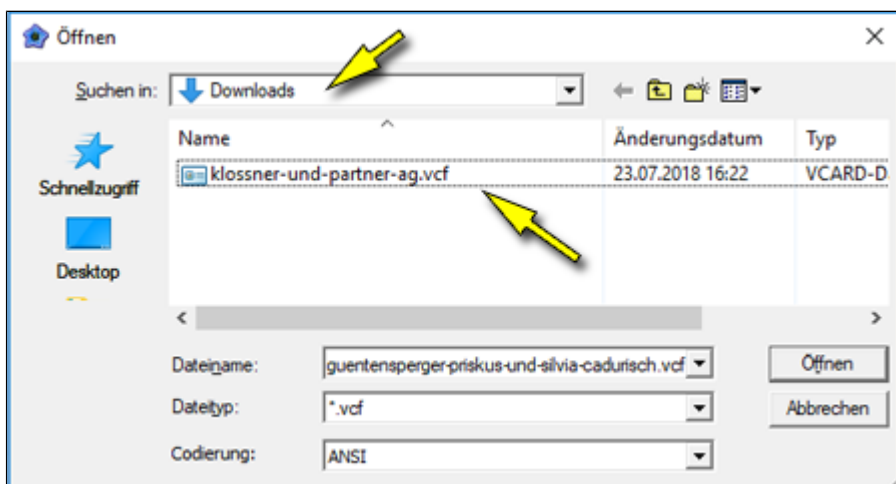 Öffnen
Suchen in: Downloads
Name Änderungsdatum Typ
klossner-und-partner-ag.vcf 23.07.2018 16:22 VCARD-D
Schnellzugriff
Desktop
Dateiname: guentensperger-priskus-und-silvia-cadurisch.vcf Öffnen
Dateityp: *.vcf Abbrechen
Codierung: ANSI